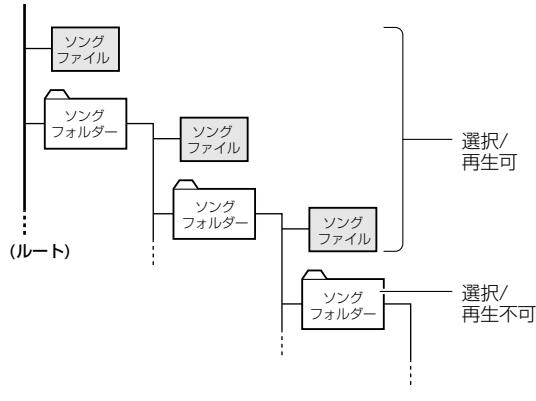 ソング
ファイル
ソング
フォルダー
ソング
ファイル
選択/
再生可
ソング
フォルダー
ソング
ファイル
(ルート)
ソング
フォルダー
選択/
再生不可